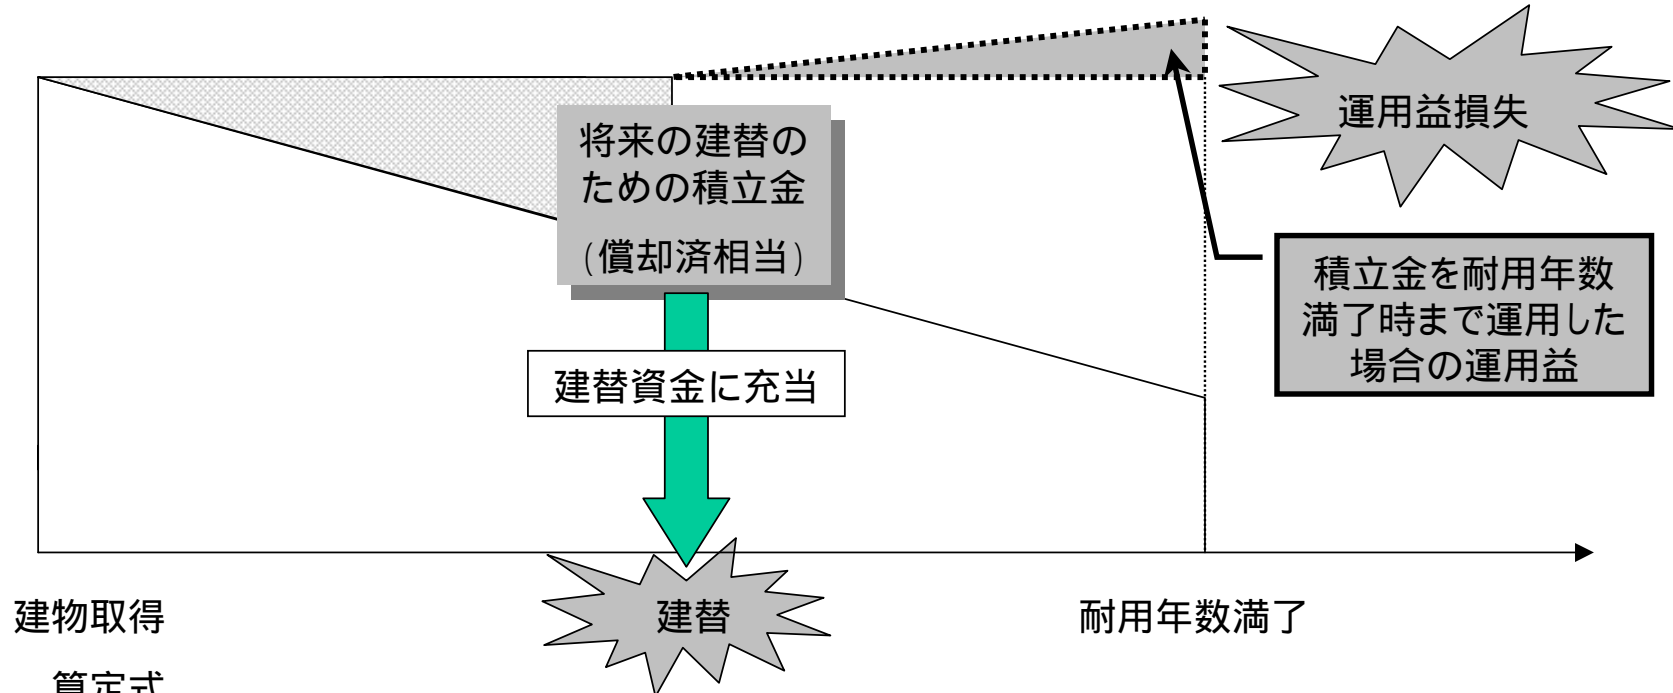 運用益損失
将来の建替の
ための積立金
(償却済相当)
積立金を耐用年数
満了時まで運用した
場合の運用益
建替資金に充当
建物取得
建替
耐用年数満了
算定式